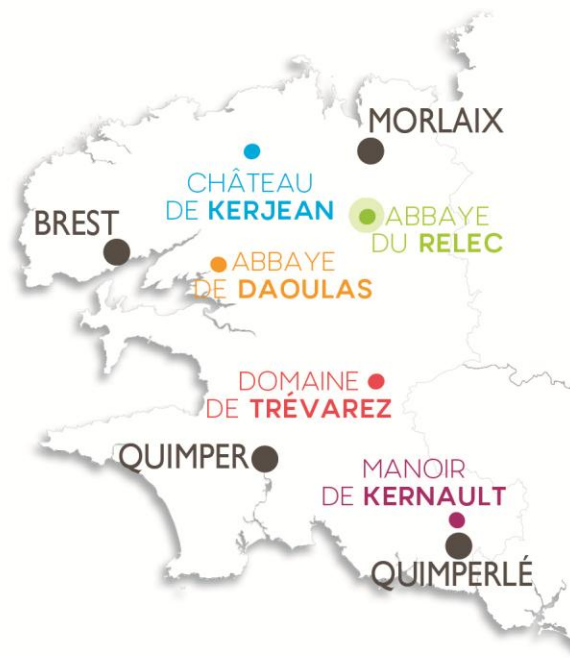 MORLAIX
CHÂTEAU
DE KERJEAN
BREST
ABBAYE
DU RELEC
ABBAYE
DE DAOULAS
DOMAINE
DE TRÉVAREZ
QUIMPER
MANOIR
DE KERNAULT
QUIMPERLÉ